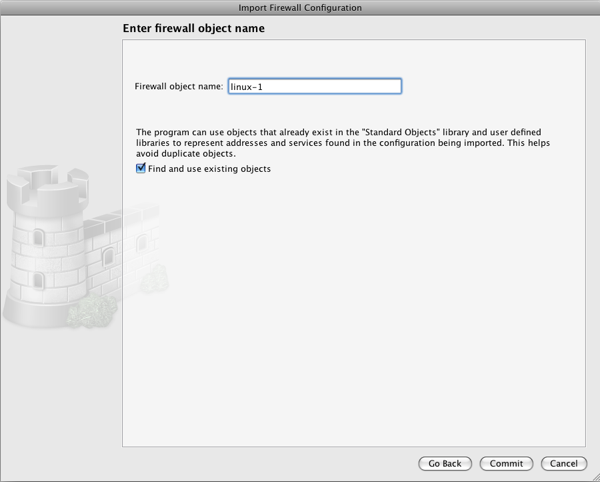 Import Firewall Configuration
Enter firewall object name
Firewall object name: linux-1
The program can use objects that already exist in the "Standard Objects" library and user defined
libraries to represent addresses and services found in the configuration being imported. This helps
avoid duplicate objects.
Find and use existing objects
Go Back Commit Cancel